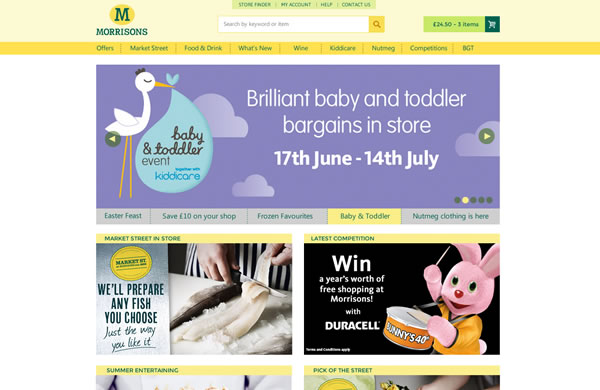 STORE FINDER | MY ACCOUNT | HELP | CONTACT US
M
MORRISONS
Search by keyword or item
£24.50 - 3 items
Offers Market Street Food & Drink What's New Wine Kiddicare Nutmeg Competitions BGT
baby
& toddler
event
together with
kiddicare
Brilliant baby and toddler
bargains in store
17th June - 14th July
Easter Feast Save £10 on your shop Frozen Favourites Baby & Toddler Nutmeg clothing is here
MARKET STREET IN STORE
MARKET ST.
WE'LL PREPARE
ANY FISH
YOU CHOOSE
Just the way
you like it
LATEST COMPETITION
Win
a year's worth of
free shopping at
Morrisons!
with
DURACELL
BUNNY'S 40th
Terms and Conditions apply
SUMMER ENTERTAINING
PICK OF THE STREET